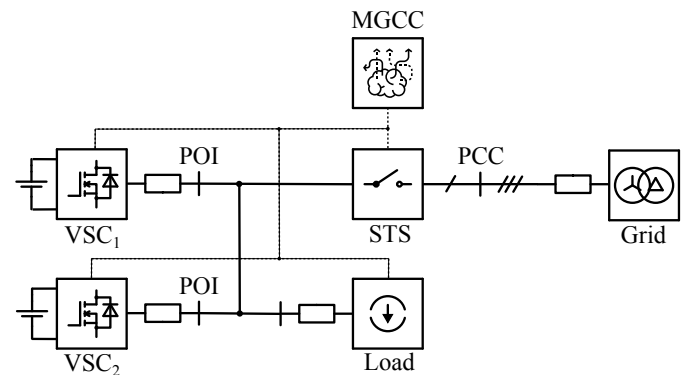 MGCC
POI
PCC
VSC₁
STS
Grid
POI
VSC₂
Load